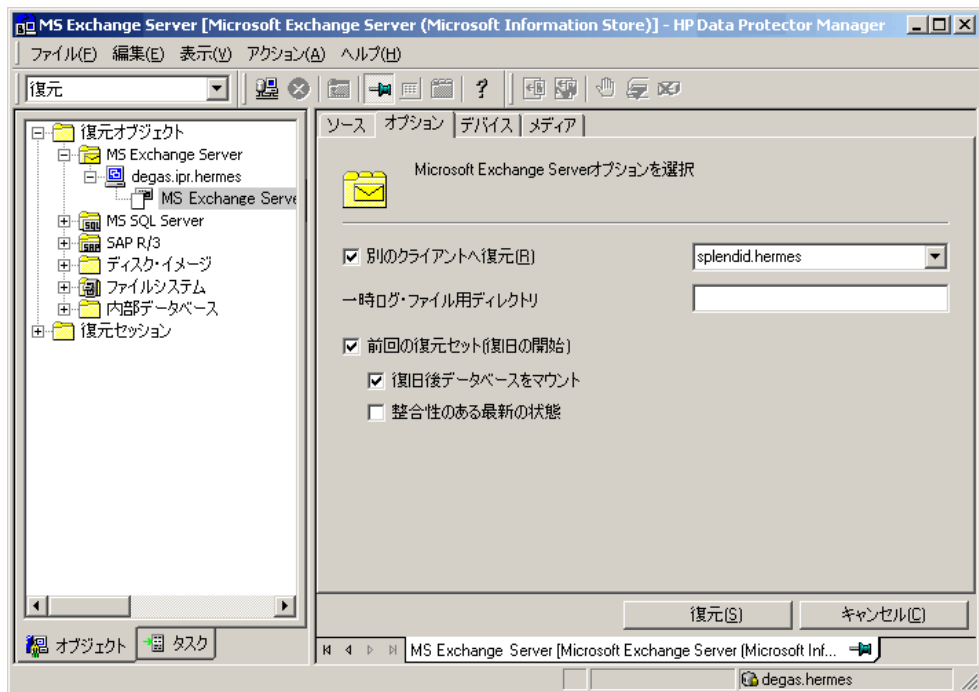 MS Exchange Server [Microsoft Exchange Server (Microsoft Information Store)] - HP Data Protector Manager
ファイル(F) 編集(E) 表示(V) アクション(A) ヘルプ(H)
復元
復元オブジェクト
MS Exchange Server
degas.ipr.hermes
MS Exchange Serve
MS SQL Server
SAP R/3
ディスク・イメージ
ファイルシステム
内部データベース
復元セッション
オブジェクト タスク
ソース オプション デバイス メディア
Microsoft Exchange Serverオプションを選択
別のクライアントへ復元(R) splendid.hermes
一時ログ・ファイル用ディレクトリ
前回の復元セット(復旧の開始)
復旧後データベースをマウント
整合性のある最新の状態
復元(S) キャンセル(C)
MS Exchange Server [Microsoft Exchange Server (Microsoft Inf...
degas.hermes